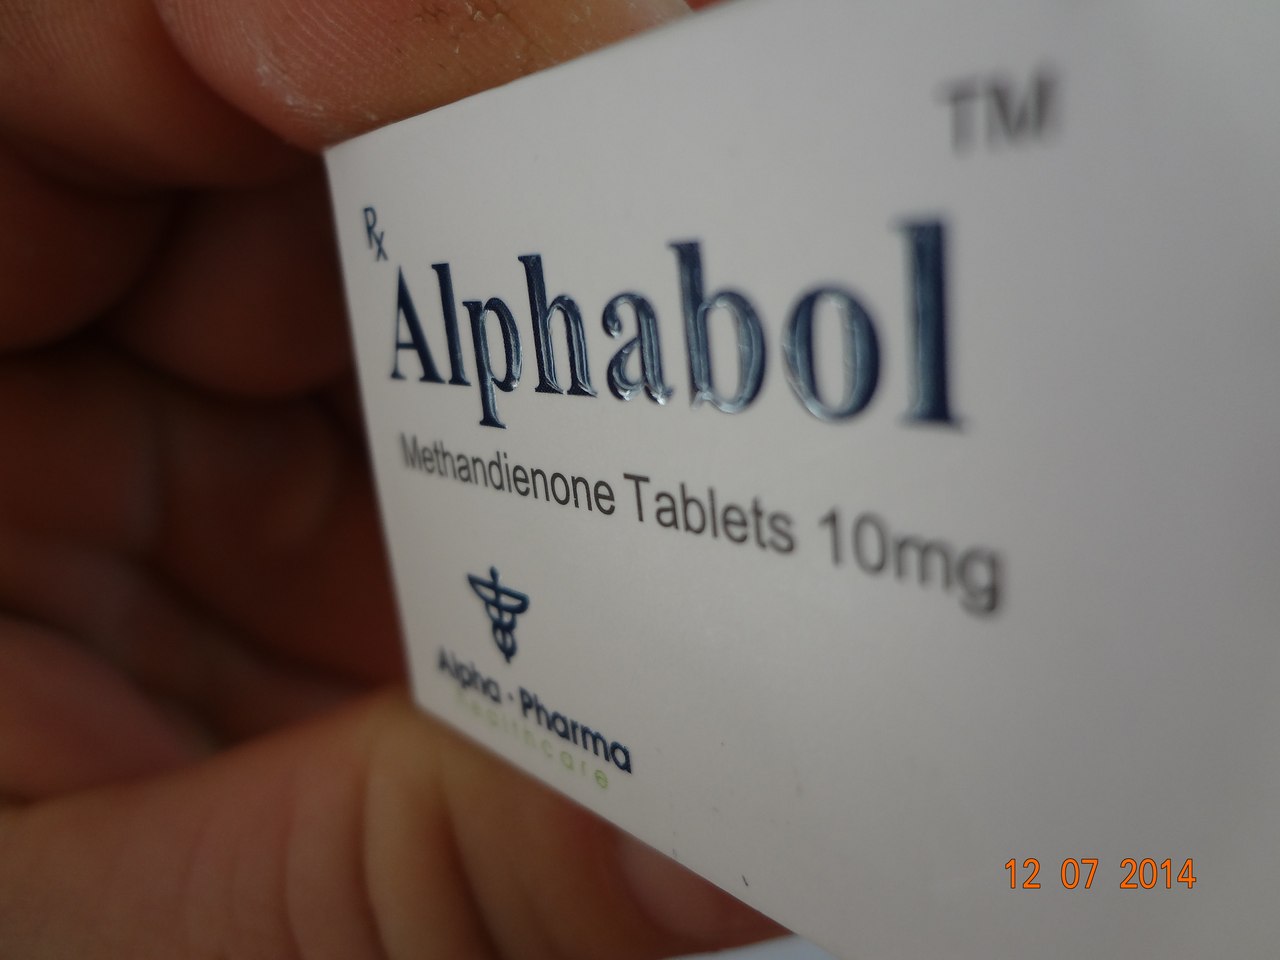 TM
Rx
Alphabol
Methandienone Tablets 10mg
Alpha-Pharma
healthcare
12 07 2014